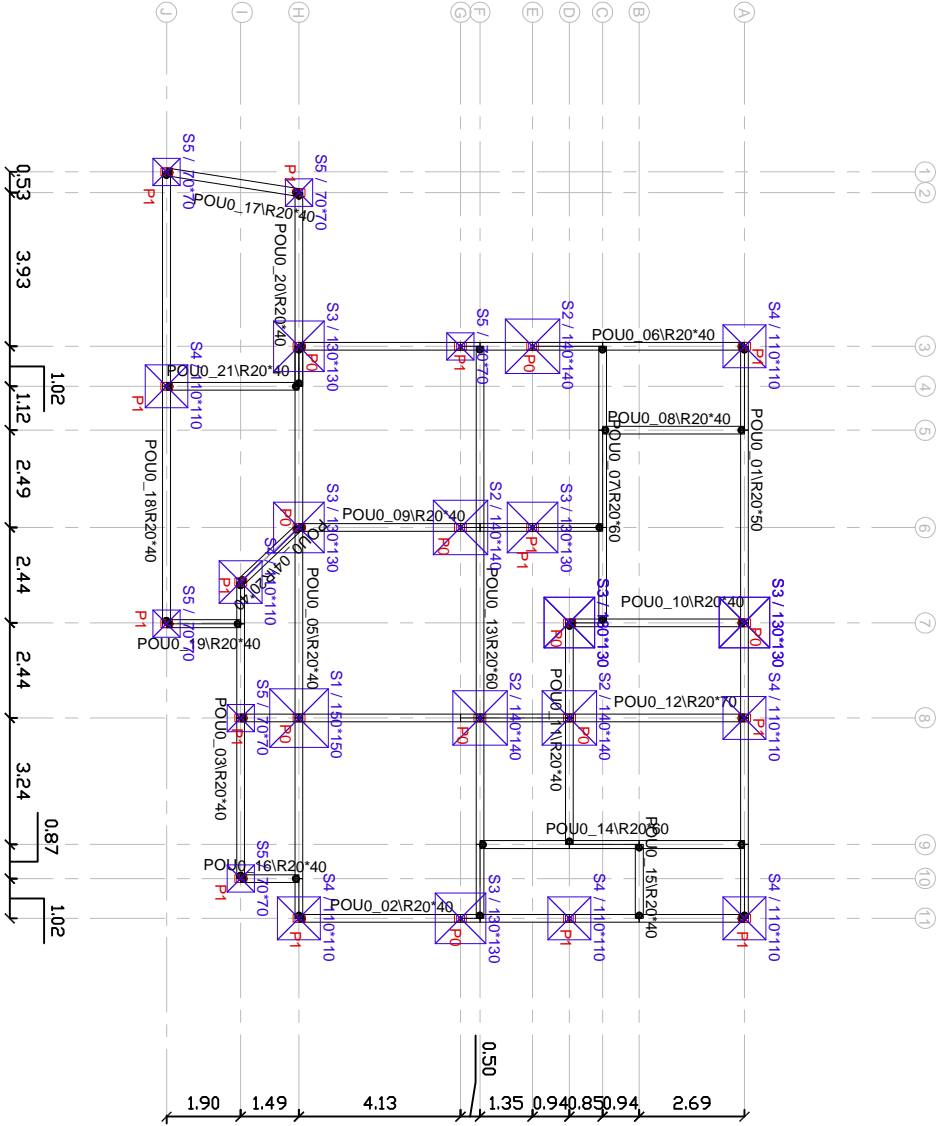 J
I
H
G
F
E
D
C
B
A
1
2
3
4
5
6
7
8
9
10
11
S5 / 70*70
P1
S5 / 70*70
P1
POU0_17\R20*40
POU0_20\R20*40
S3 / 130*130
P0
S5 / 70*70
P1
S2 / 140*140
P0
POU0_06\R20*40
S4 / 110*110
P1
S4 / 110*110
P1
POU0_21\R20*40
POU0_08\R20*40
POU0_01\R20*50
POU0_07\R20*60
POU0_18\R20*40
S3 / 130*130
P0
POU0_09\R20*40
S2 / 140*140
P0
S3 / 130*130
P1
P1
POU0_04\R20*40
P1
POU0_05\R20*40
POU0_13\R20*60
S5 / 70*70
P1
POU0_19\R20*40
S3 / 130*130
P0
POU0_10\R20*40
S3 / 130*130
P0
S5 / 70*70
P1
POU0_03\R20*40
S1 / 150*150
P0
S2 / 140*140
P0
POU0_11\R20*40
S2 / 140*140
P0
POU0_12\R20*70
S4 / 110*110
P1
POU0_14\R20*60
POU0_15\R20*40
POU0_16\R20*40
S5 / 70*70
P1
S4 / 110*110
P1
POU0_02\R20*40
S3 / 130*130
P0
S4 / 110*110
P1
S4 / 110*110
P1
0.53
3.93
1.02
1.12
2.49
2.44
2.44
3.24
0.87
1.02
0.50
1.90
1.49
4.13
1.35
0.94
0.85
0.94
2.69